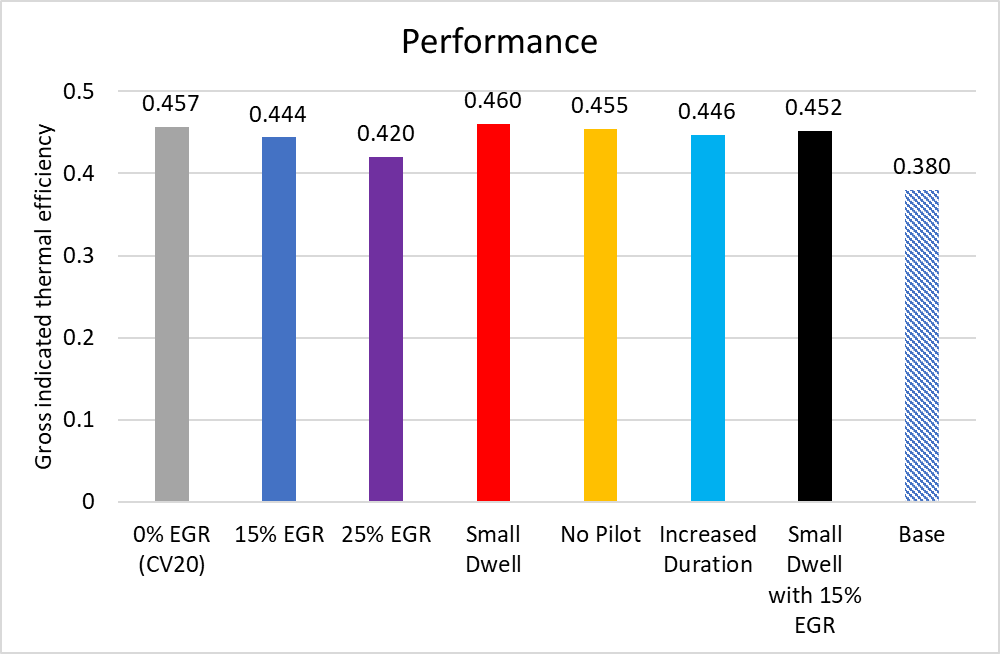 Performance
Gross indicated thermal efficiency
0.5
0.4
0.3
0.2
0.1
0
0.457
0.444
0.420
0.460
0.455
0.446
0.452
0.380
0% EGR
(CV20)
15% EGR
25% EGR
Small
Dwell
No Pilot
Increased
Duration
Small
Dwell
with 15%
EGR
Base